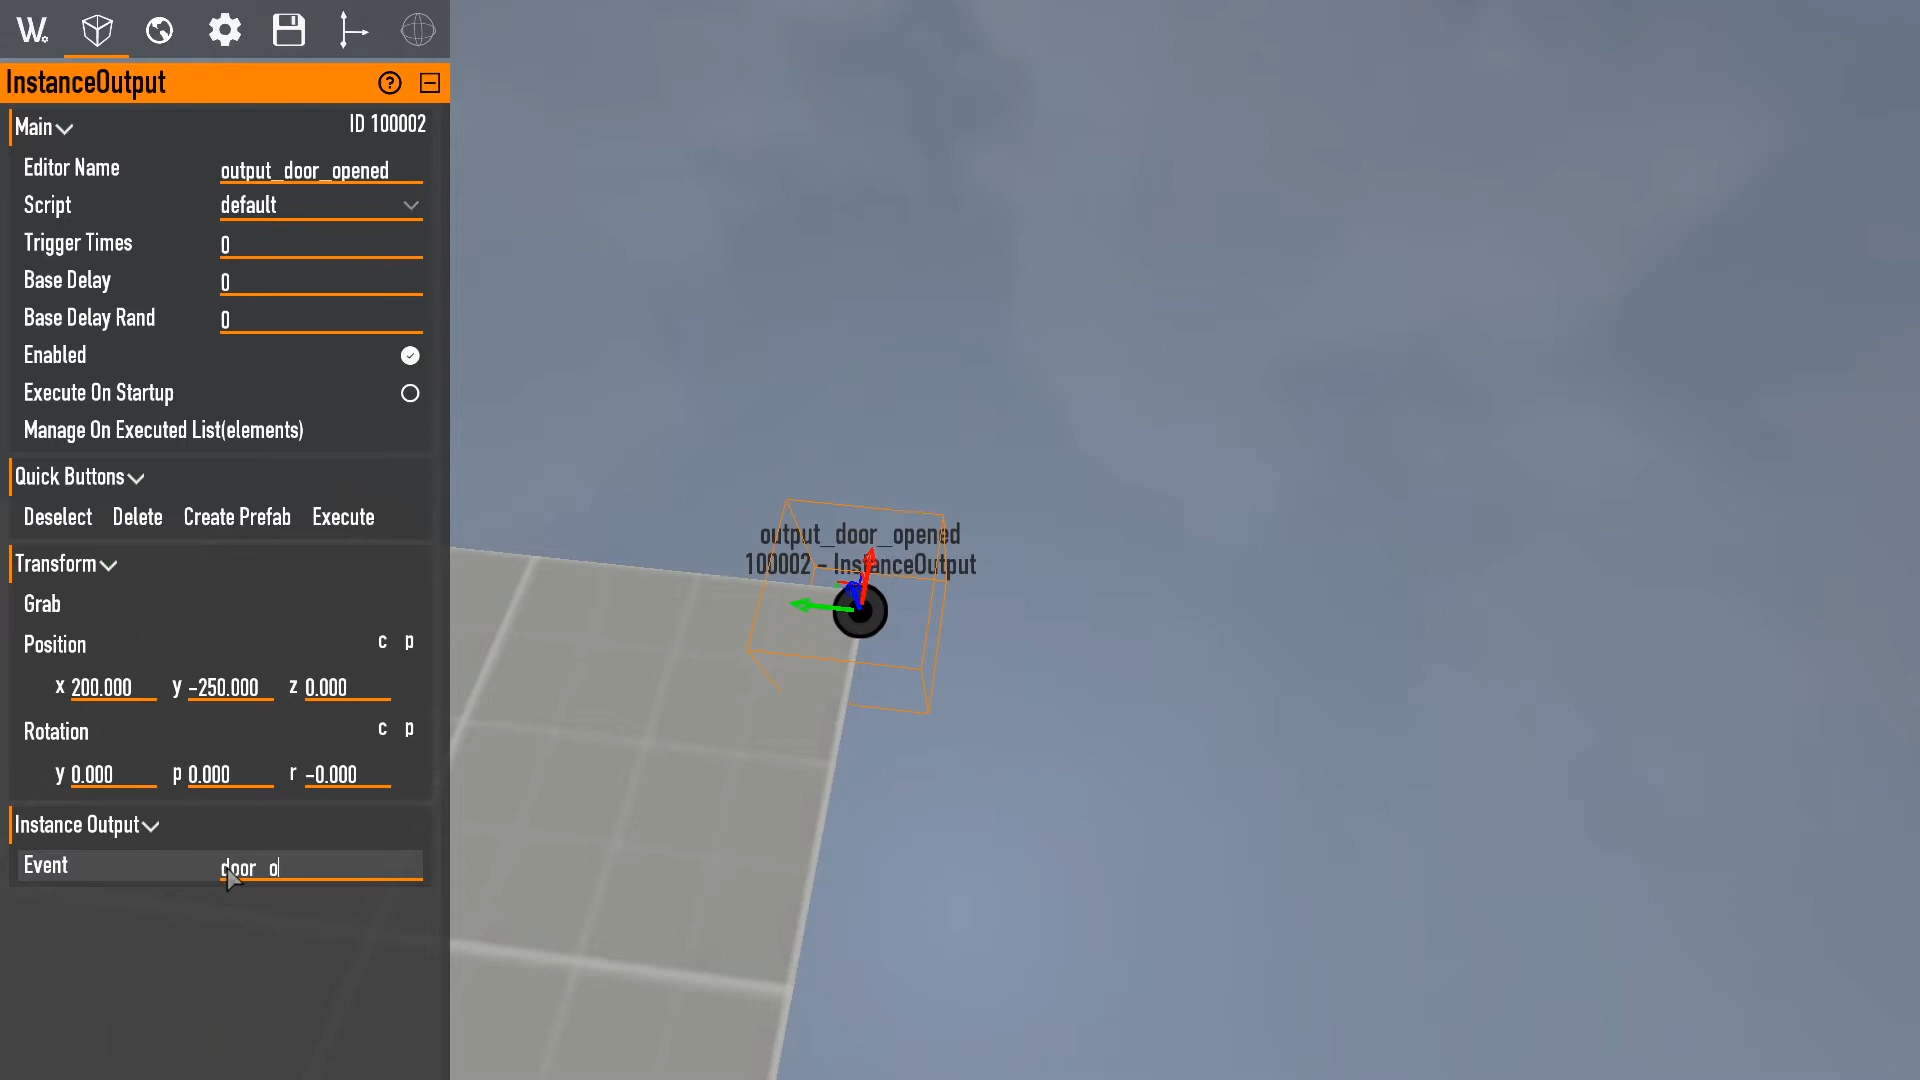 W.
InstanceOutput
Main ID 100002
Editor Name output_door_opened
Script default
Trigger Times 0
Base Delay 0
Base Delay Rand 0
Enabled
Execute On Startup
Manage On Executed List(elements)
Quick Buttons
Deselect Delete Create Prefab Execute
Transform
Grab
Position c p
x 200.000 y -250.000 z 0.000
Rotation c p
y 0.000 p 0.000 r -0.000
Instance Output
Event door_o
output_door_opened
100002 - InstanceOutput